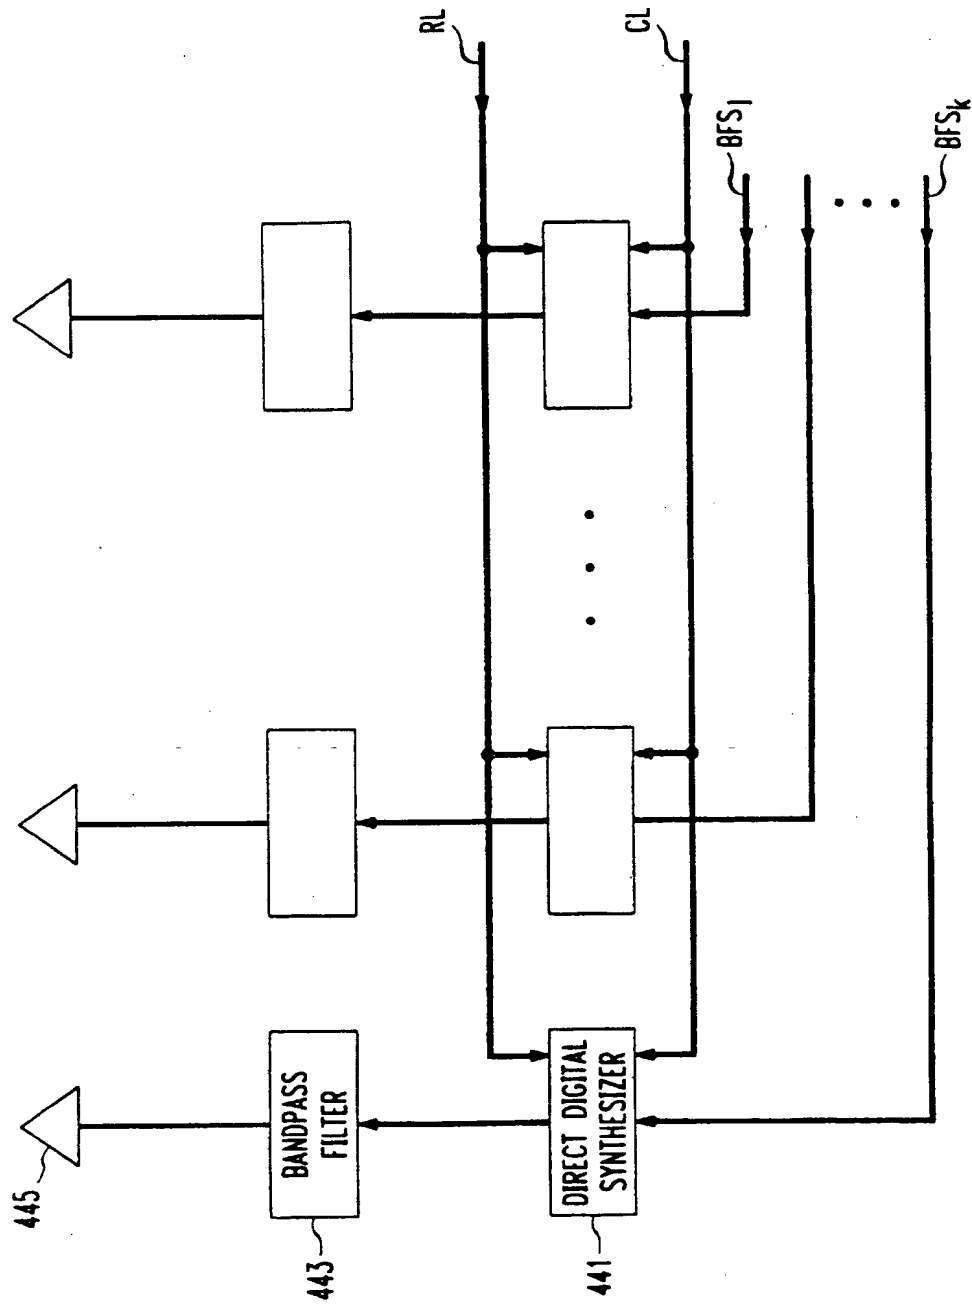 445
BANDPASS
FILTER
443
DIRECT DIGITAL
SYNTHESIZER
441
RL
CL
BFS1
BFSk